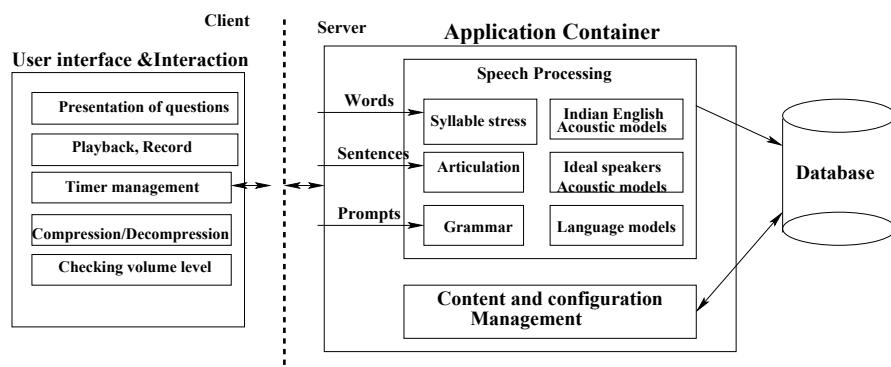 Client
Server
User interface &Interaction
Presentation of questions
Playback, Record
Timer management
Compression/Decompression
Checking volume level
Application Container
Speech Processing
Words
Syllable stress
Indian English
Acoustic models
Sentences
Articulation
Ideal speakers
Acoustic models
Prompts
Grammar
Language models
Content and configuration
Management
Database